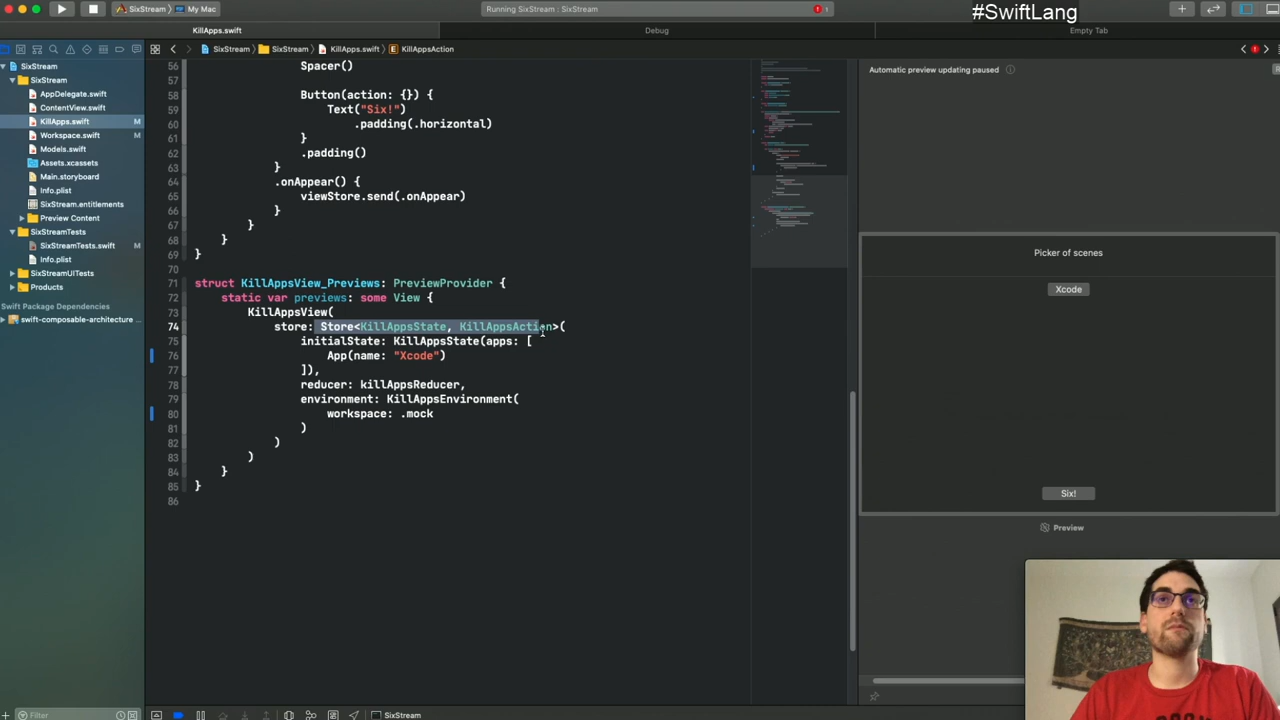 SixStream
My Mac
Running SixStream: SixStream
1
#SwiftLang
KillApps.swift
Debug
Empty Tab
SixStream
SixStream
KillApps.swift
KillAppsAction
SixStream
SixStream
AppDelegate.swift
ContentView.swift
KillApps.swift M
Workspace.swift M
Models.swift
Assets.xcassets
Main.storyboard
Info.plist
SixStream.entitlements
Preview Content
SixStreamTests
SixStreamTests.swift M
Info.plist
SixStreamUITests
Products
Swift Package Dependencies
swift-composable-architecture
Filter
56 Spacer()
57
58 Button(action: {}) {
59 Text("Six!")
60 .padding(.horizontal)
61 }
62 .padding()
63 }
64 .onAppear() {
65 viewStore.send(.onAppear)
66 }
67 }
68 }
69 }
70
71 struct KillAppsView_Previews: PreviewProvider {
72 static var previews: some View {
73 KillAppsView(
74 store: Store<KillAppsState, KillAppsAction>(
75 initialState: KillAppsState(apps: [
76 App(name: "Xcode")
77 ]),
78 reducer: killAppsReducer,
79 environment: KillAppsEnvironment(
80 workspace: .mock
81 )
82 )
83 )
84 }
85 }
86
Automatic preview updating paused
Picker of scenes
Xcode
Six!
Preview
SixStream